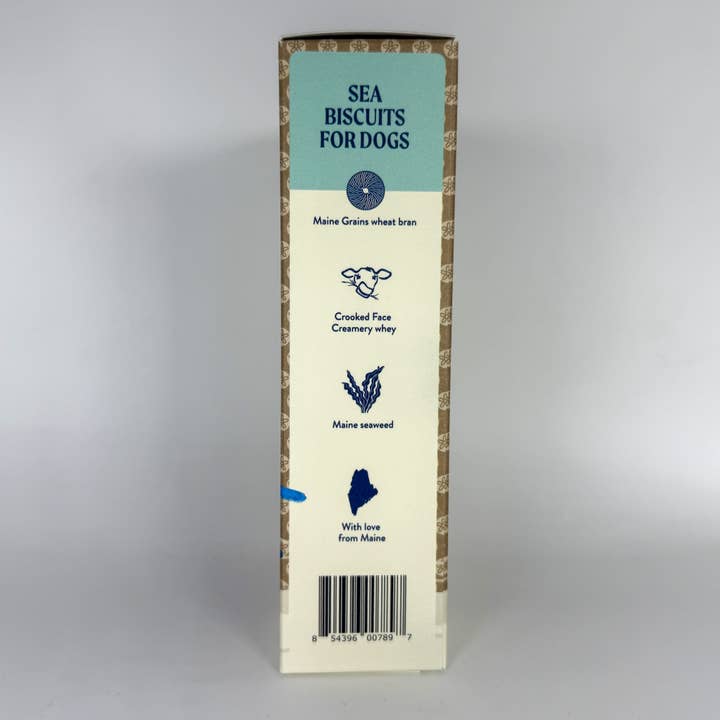 SEA
BISCUITS
FOR DOGS
Maine Grains wheat bran
Crooked Face
Creamery whey
Maine seaweed
With love
from Maine
8 54396 00789 7